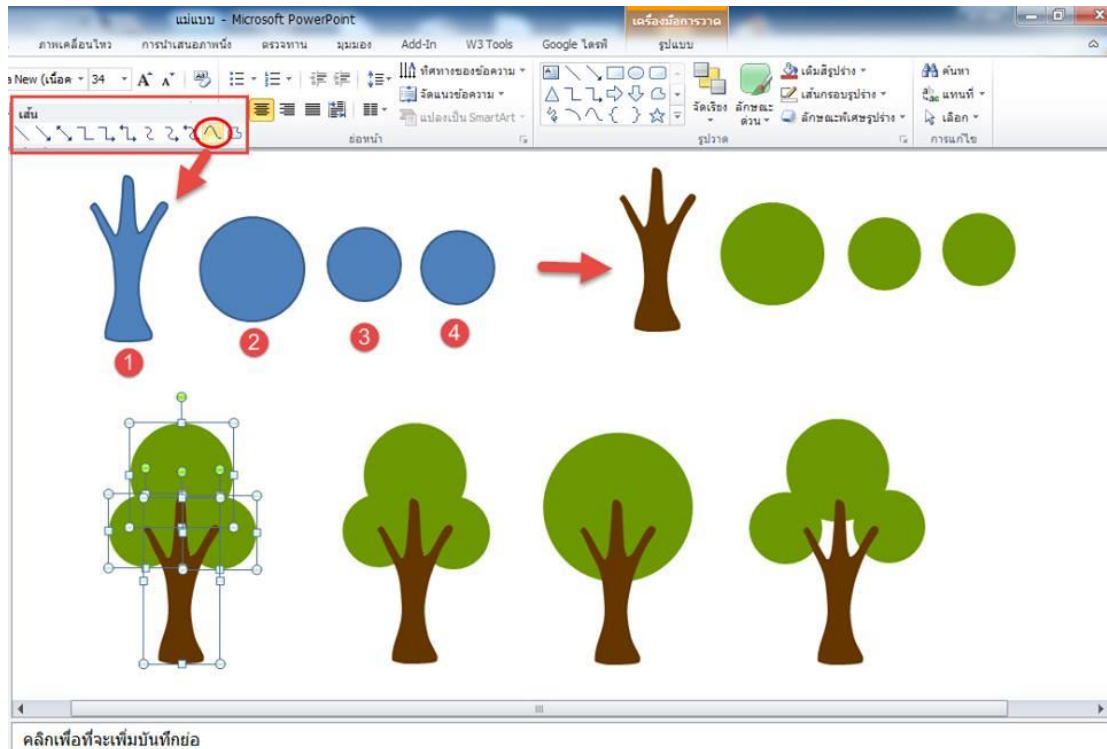 แม่แบบ - Microsoft PowerPoint
เครื่องมือการวาด
ภาพเคลื่อนไหว การนำเสนอภาพนิ่ง ตรวจทาน มุมมอง Add-In W3 Tools Google ไดรฟ์ รูปแบบ
a New (เนื้อค 34
ทิศทางของข้อความ
จัดแนวข้อความ
แปลงเป็น SmartArt
จัดเรียง
ลักษณะด่วน
เติมสีรูปร่าง
เส้นกรอบรูปร่าง
ลักษณะพิเศษรูปร่าง
ค้นหา
แทนที่
เลือก
เส้น
ย่อหน้า รูปวาด การแก้ไข
1 2 3 4
คลิกเพื่อที่จะเพิ่มบันทึกย่อ